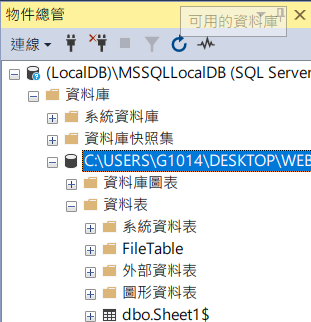 物件總管
可用的資料庫
連線
(LocalDB)\MSSQLLocalDB (SQL Server
資料庫
系統資料庫
資料庫快照集
C:\USERS\G1014\DESKTOP\WEB
資料庫圖表
資料表
系統資料表
FileTable
外部資料表
圖形資料表
dbo.Sheet1$